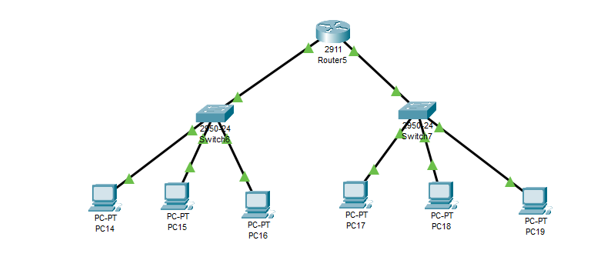 2911
Router5
2950-24
Switch6
2950-24
Switch7
PC-PT
PC14
PC-PT
PC15
PC-PT
PC16
PC-PT
PC17
PC-PT
PC18
PC-PT
PC19